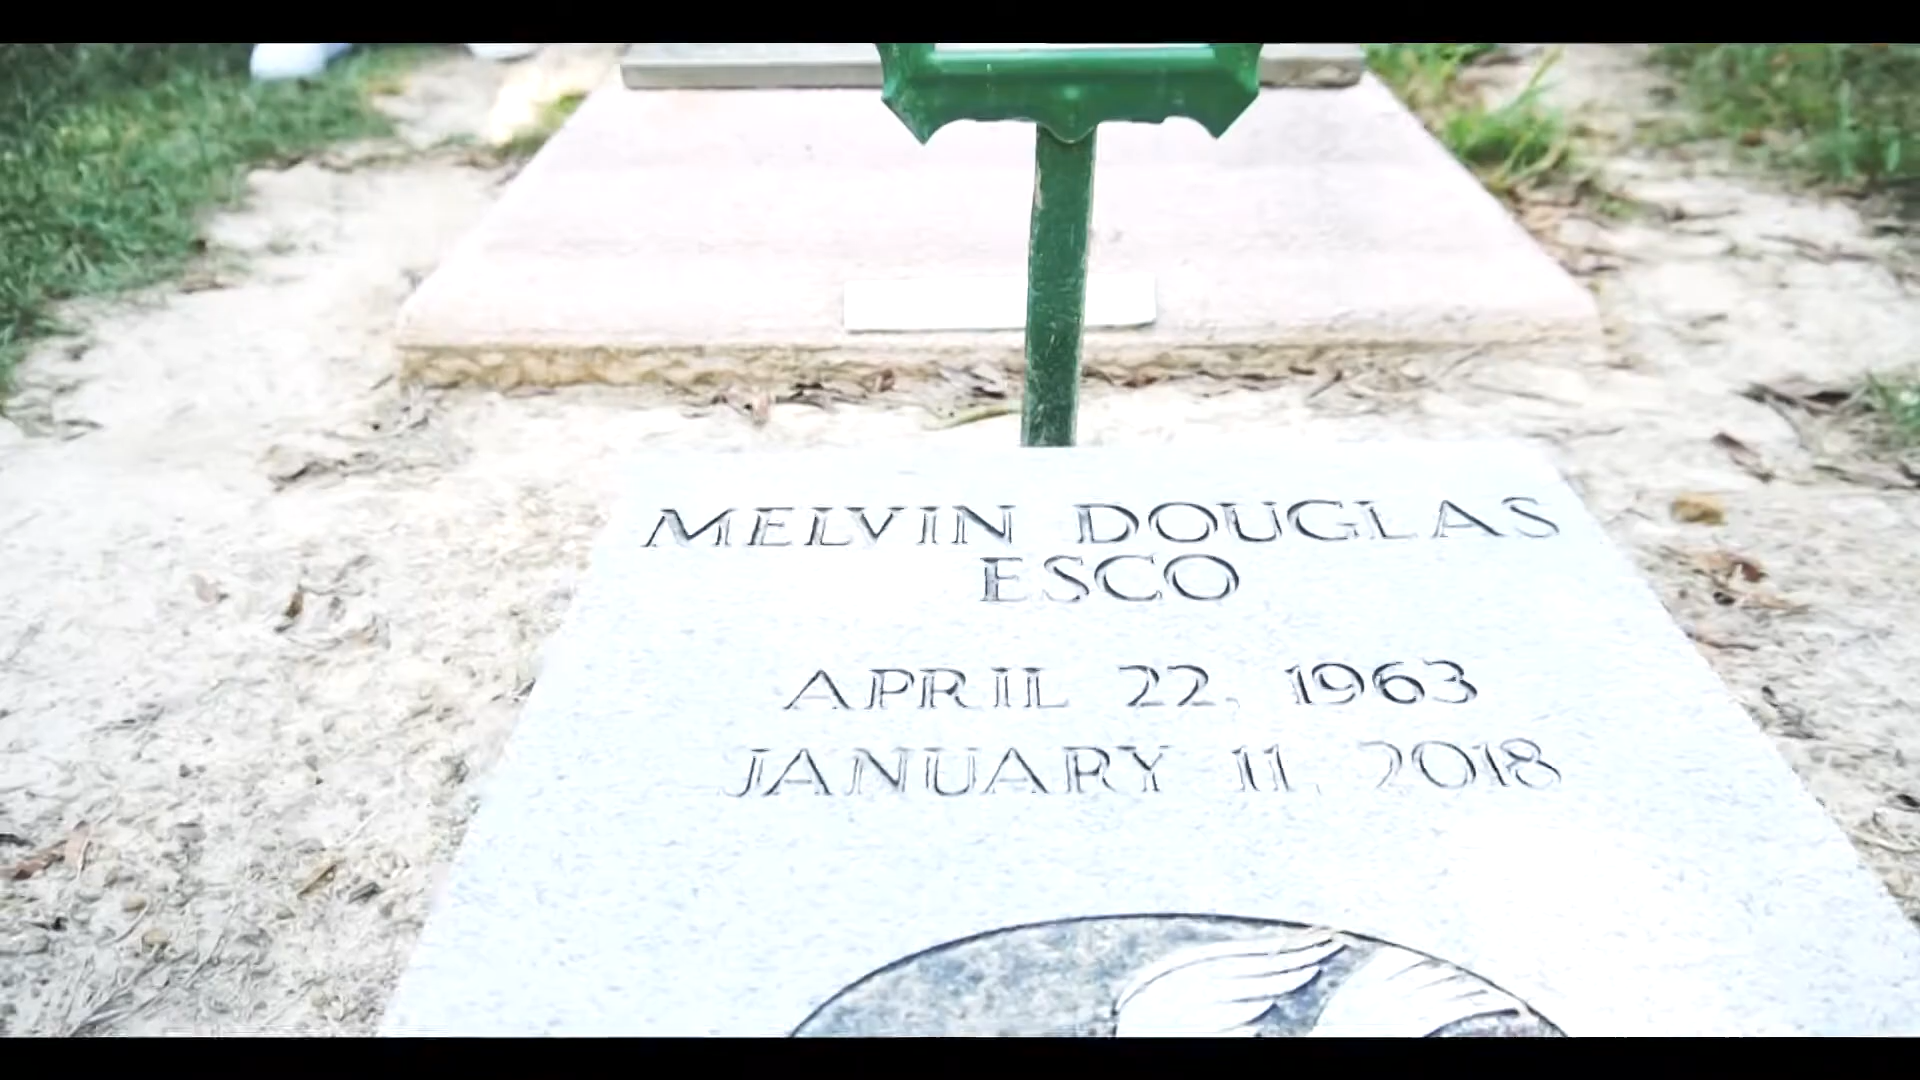 MELVIN DOUGLAS
ESCO
APRIL 22, 1963
JANUARY 11, 2018